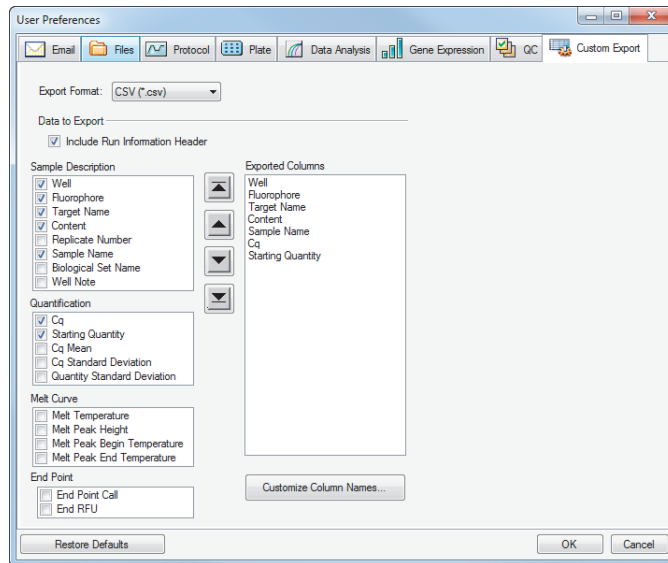 User Preferences
Email
Files
Protocol
Plate
Data Analysis
Gene Expression
QC
Custom Export
Export Format: CSV (*.csv)
Data to Export
Include Run Information Header
Sample Description
Well
Fluorophore
Target Name
Content
Replicate Number
Sample Name
Biological Set Name
Well Note
Quantification
Cq
Starting Quantity
Cq Mean
Cq Standard Deviation
Quantity Standard Deviation
Melt Curve
Melt Temperature
Melt Peak Height
Melt Peak Begin Temperature
Melt Peak End Temperature
End Point
End Point Call
End RFU
Exported Columns
Well
Fluorophore
Target Name
Content
Sample Name
Cq
Starting Quantity
Customize Column Names...
Restore Defaults
OK
Cancel